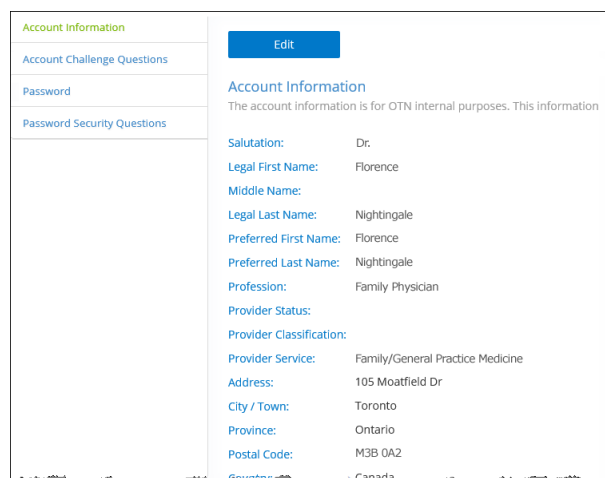 Account Information
Account Challenge Questions
Password
Password Security Questions
Edit
Account Information
The account information is for OTN internal purposes. This information
Salutation: Dr.
Legal First Name: Florence
Middle Name:
Legal Last Name: Nightingale
Preferred First Name: Florence
Preferred Last Name: Nightingale
Profession: Family Physician
Provider Status:
Provider Classification:
Provider Service: Family/General Practice Medicine
Address: 105 Moatfield Dr
City / Town: Toronto
Province: Ontario
Postal Code: M3B 0A2
Country: Canada